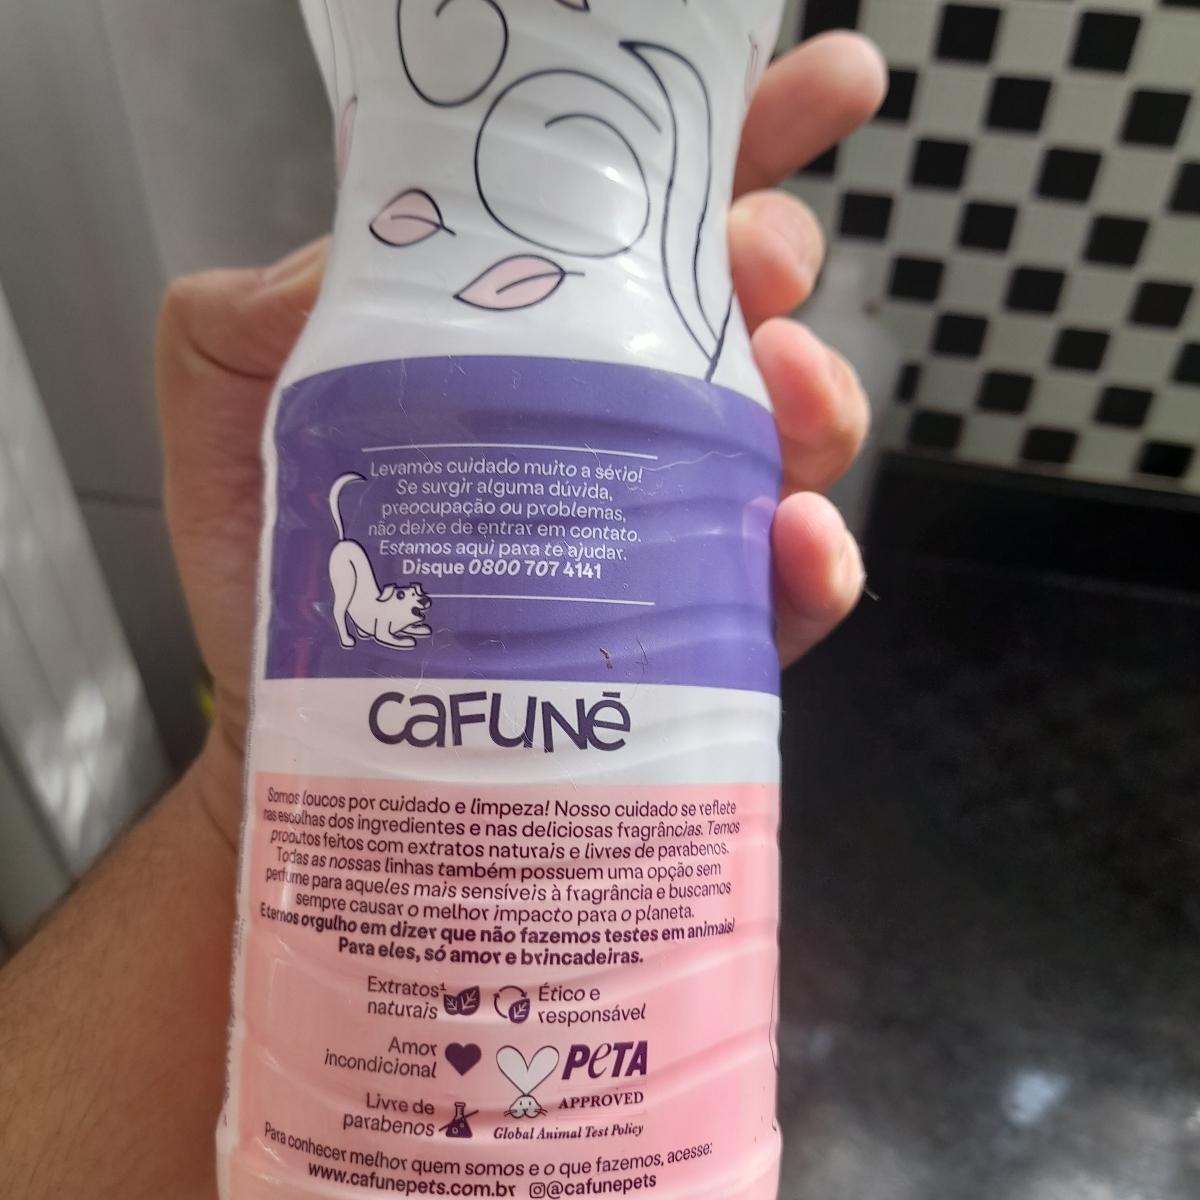 Levamos cuidado muito a sério!
Se surgir alguma dúvida,
preocupação ou problemas,
não deixe de entrar em contato.
Estamos aqui para te ajudar.
Disque 0800 707 4141
CAFUNÉ
Somos loucos por cuidado e limpeza! Nosso cuidado se reflete
nas escolhas dos ingredientes e nas deliciosas fragrâncias. Temos
produtos feitos com extratos naturais e livres de parabenos.
Todas as nossas linhas também possuem uma opção sem
perfume para aqueles mais sensíveis à fragrância e buscamos
sempre causar o melhor impacto para o planeta.
E temos orgulho em dizer que não fazemos testes em animais!
Para eles, só amor e brincadeiras.
Extratos¹
naturais
Ético e
responsável
Amor
incondicional
PETA
APPROVED
Global Animal Test Policy
Livre de
parabenos
Para conhecer melhor quem somos e o que fazemos, acesse:
www.cafunepets.com.br @cafunepets